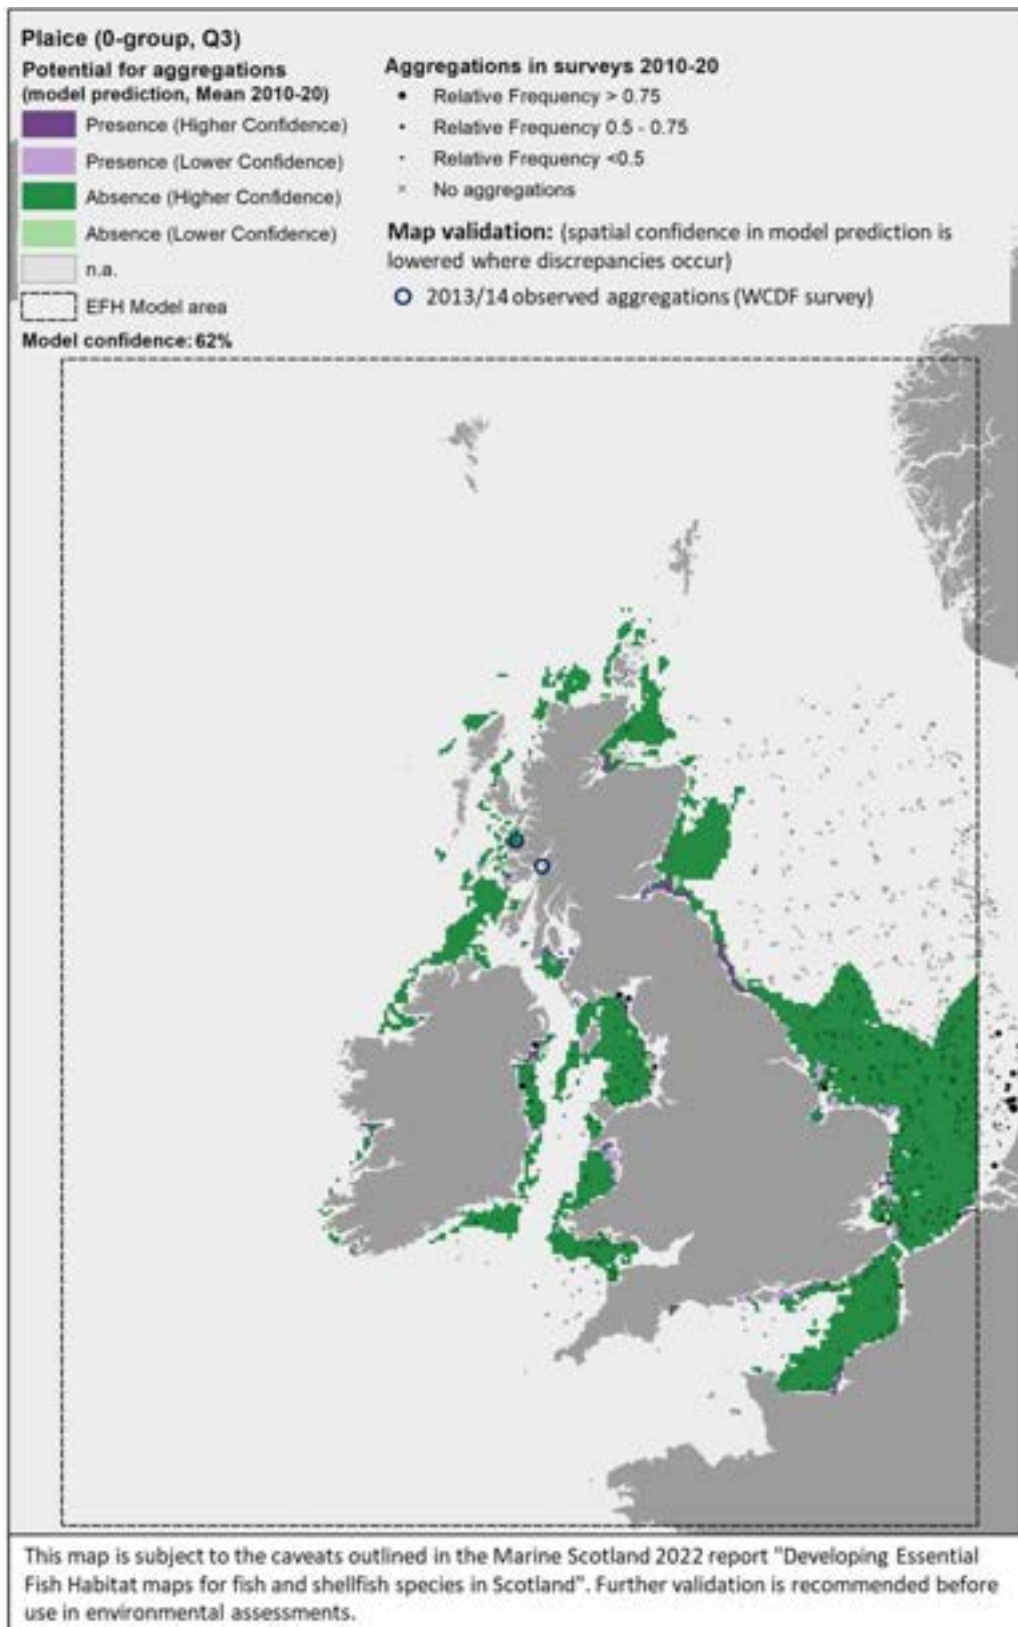 Plaice (0-group, Q3)
Potential for aggregations
(model prediction, Mean 2010-20)
Presence (Higher Confidence)
Presence (Lower Confidence)
Absence (Higher Confidence)
Absence (Lower Confidence)
n.a.
EFH Model area
Model confidence: 62%
Aggregations in surveys 2010-20
Relative Frequency > 0.75
Relative Frequency 0.5 - 0.75
Relative Frequency <0.5
No aggregations
Map validation: (spatial confidence in model prediction is
lowered where discrepancies occur)
2013/14 observed aggregations (WCDF survey)
This map is subject to the caveats outlined in the Marine Scotland 2022 report "Developing Essential
Fish Habitat maps for fish and shellfish species in Scotland". Further validation is recommended before
use in environmental assessments.